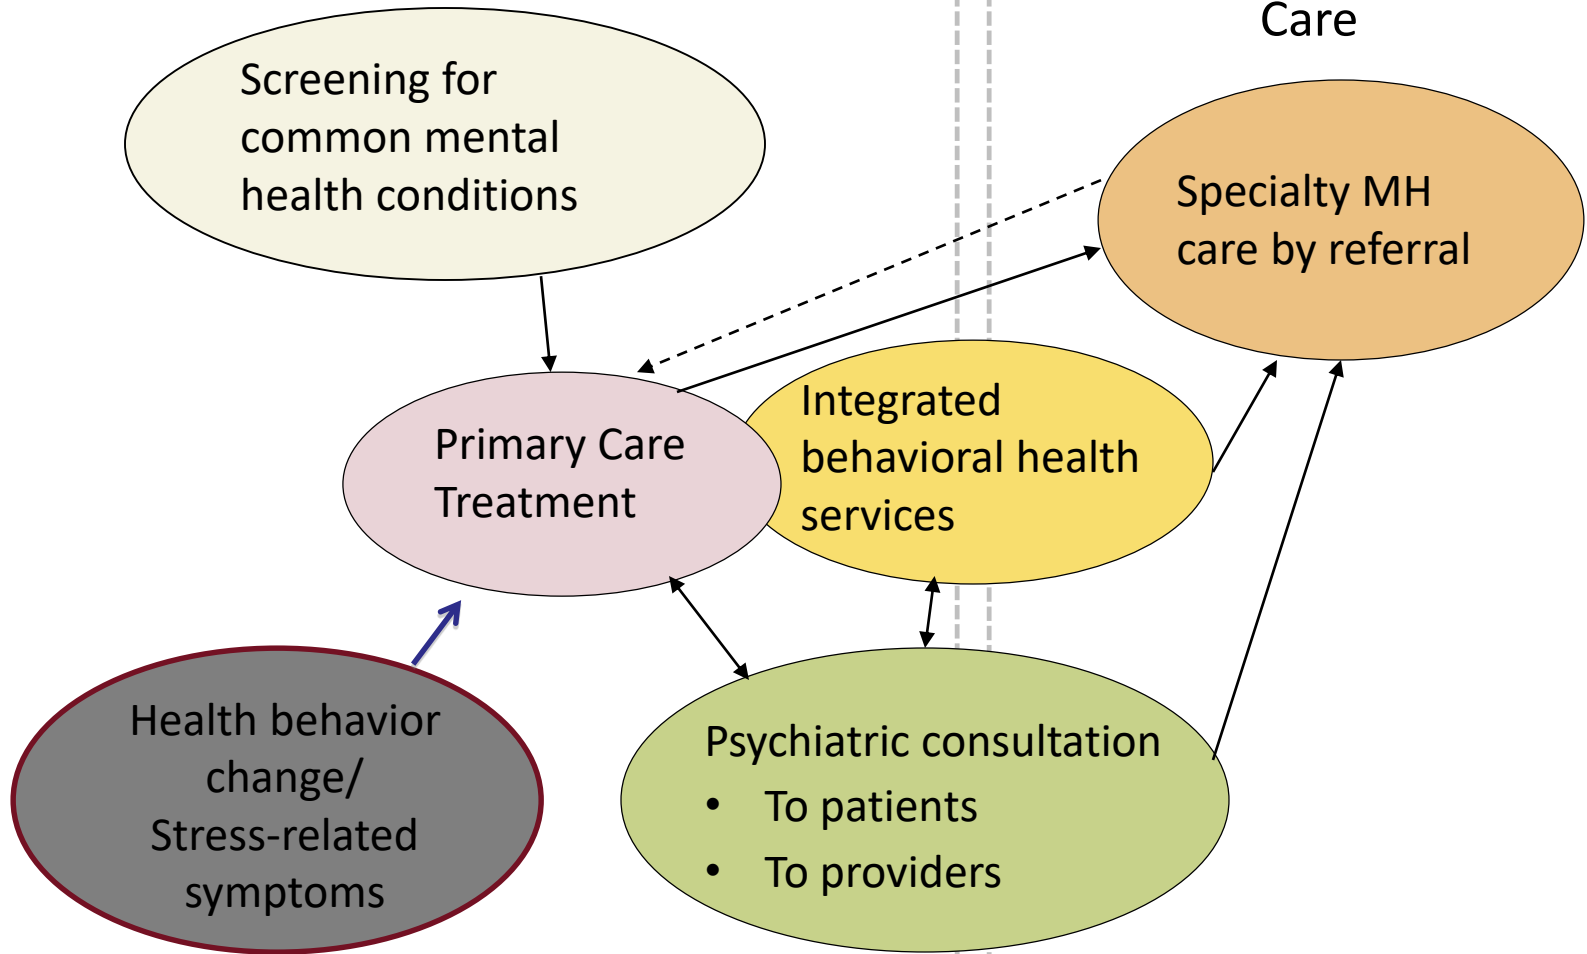 Care
Screening for
common mental
health conditions
Specialty MH
care by referral
Integrated
behavioral health
services
Primary Care
Treatment
Health behavior
change/
Stress-related
symptoms
Psychiatric consultation
• To patients
• To providers